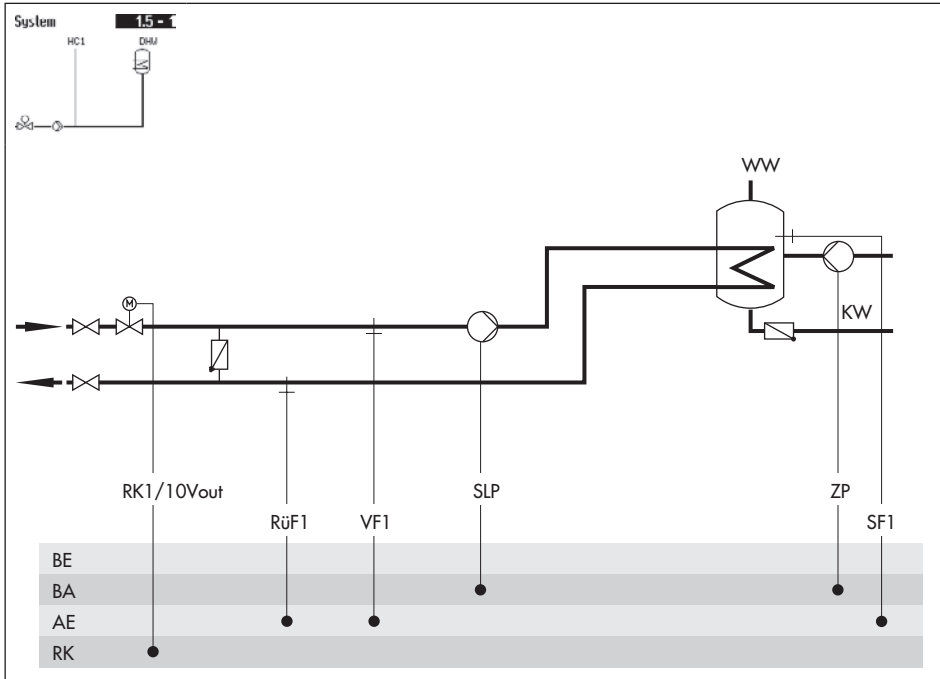 System 1.5 - 1
HC1 DHW
WW
M
KW
RK1/10Vout SLP ZP
RüF1 VF1 SF1
BE
BA
AE
RK